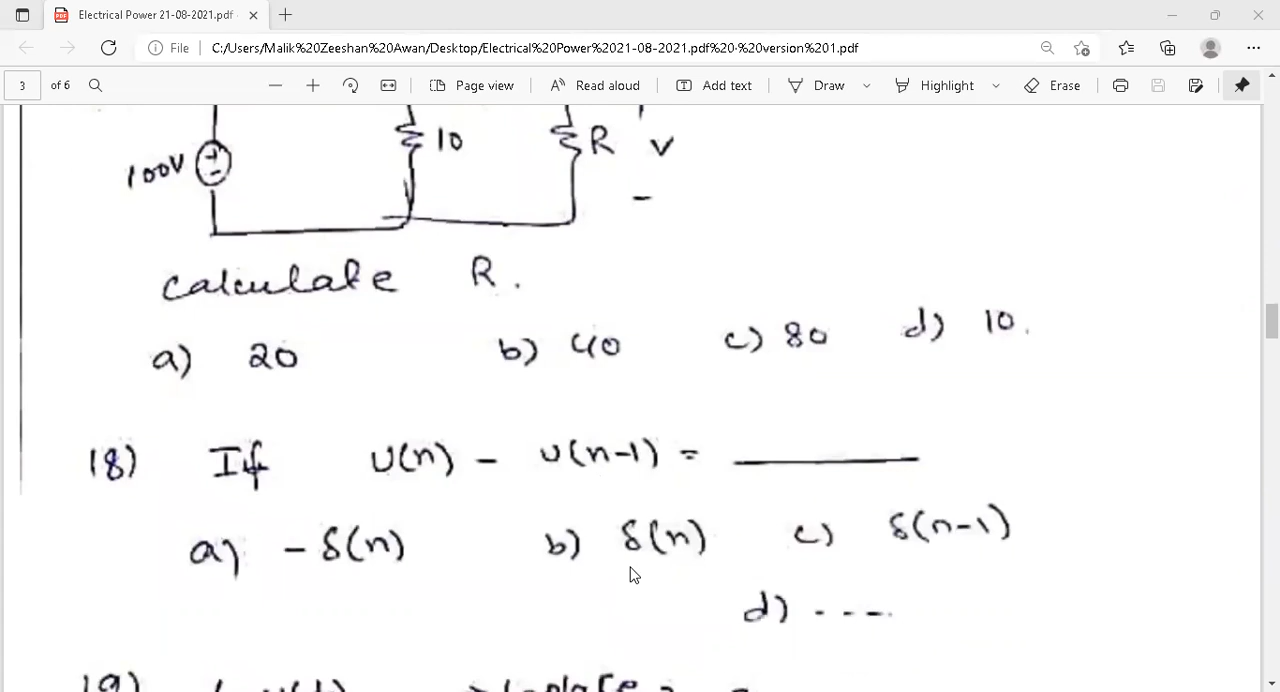 Electrical Power 21-08-2021.pdf
File C:/Users/Malik%20Zeeshan%20Awan/Desktop/Electrical%20Power%2021-08-2021.pdf%20-%20version%201.pdf
3 of 6 Page view Read aloud Add text Draw Highlight Erase
100V 10 R V
Calculate R.
a) 20 b) 40 c) 80 d) 10.
18) If U(n) - U(n-1) = ________
a) - δ(n) b) δ(n) c) δ(n-1)
d) ----